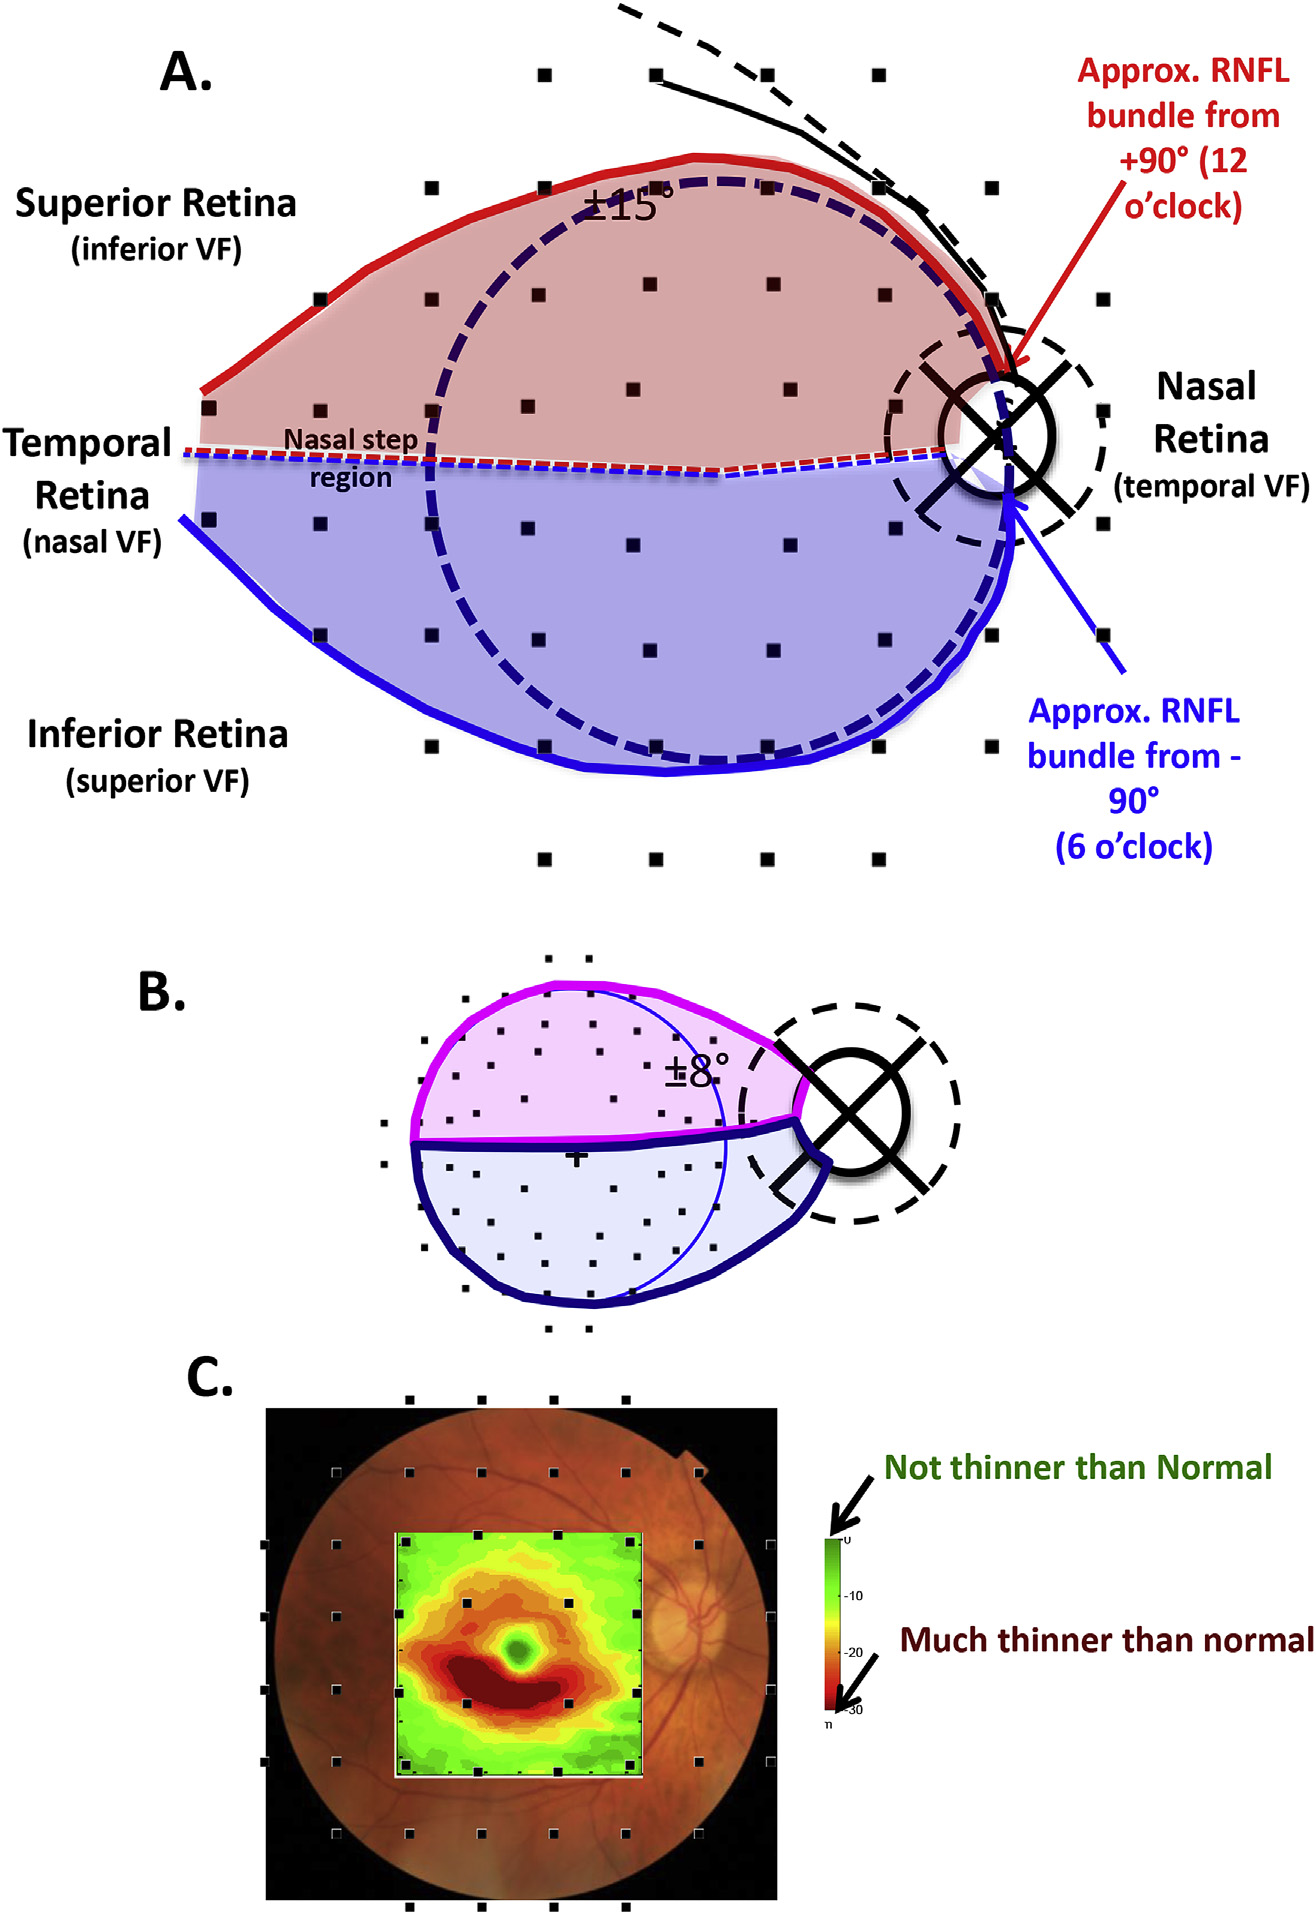 A.
Approx. RNFL
bundle from
+90° (12
o’clock)
±15°
Superior Retina
(inferior VF)
Nasal
Retina
(temporal VF)
Temporal
Retina
(nasal VF)
Nasal step
region
Inferior Retina
(superior VF)
Approx. RNFL
bundle from -
90°
(6 o’clock)
B.
±8°
C.
Not thinner than Normal
0
-10
Much thinner than normal
-20
-30
m